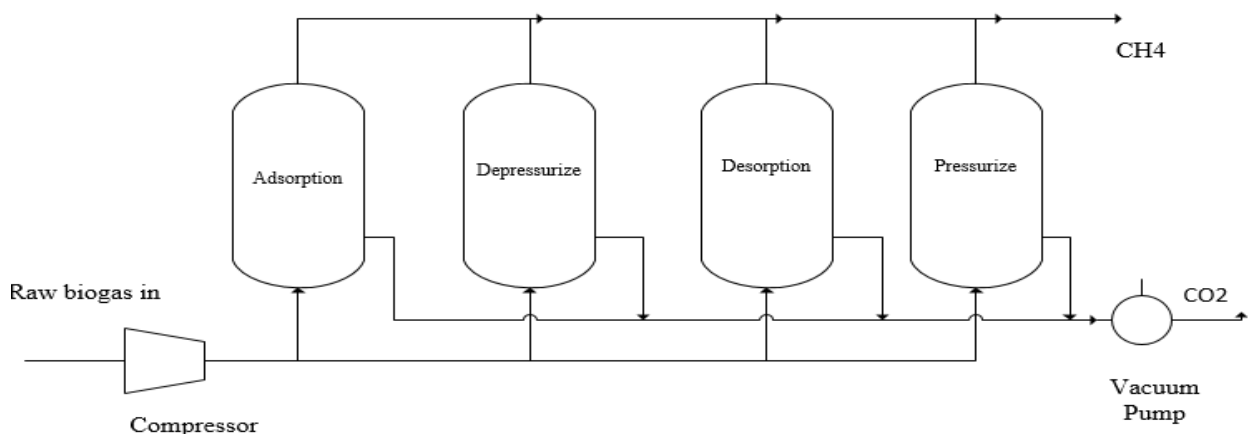 CH4
Adsorption
Depressurize
Desorption
Pressurize
Raw biogas in
CO2
Compressor
Vacuum
Pump